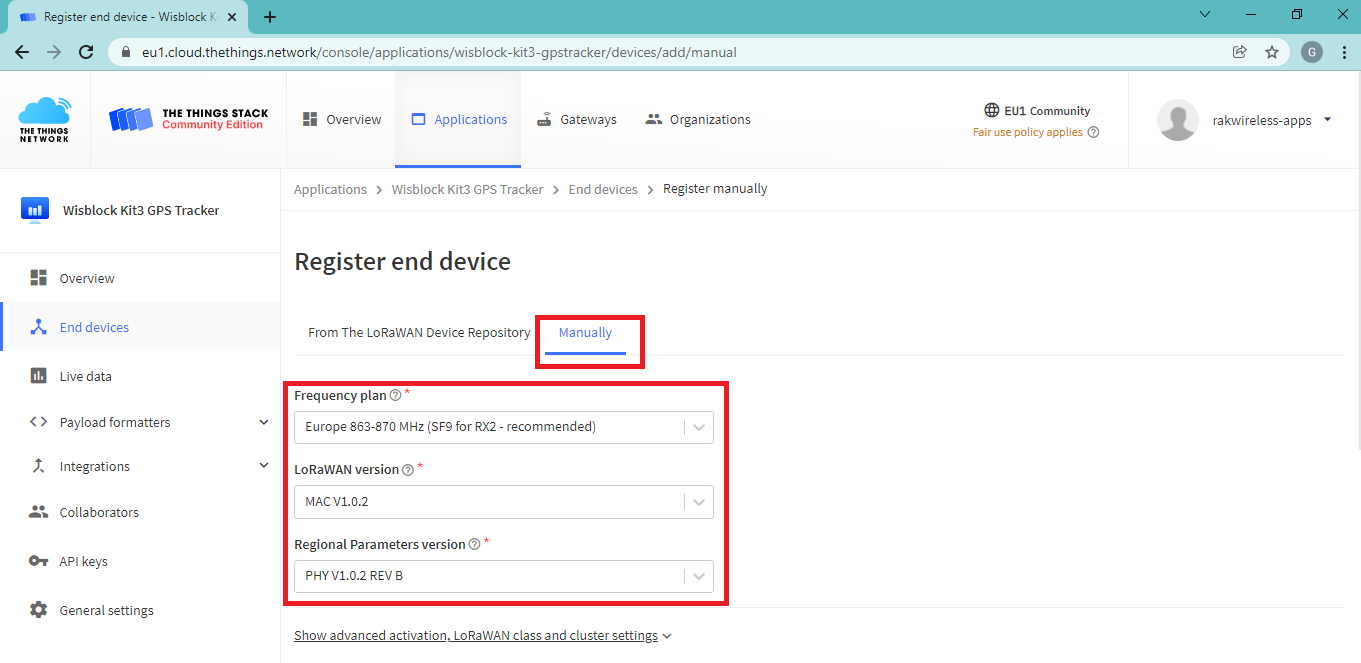 Register end device - Wisblock K
eu1.cloud.thethings.network/console/applications/wisblock-kit3-gpstracker/devices/add/manual
G
THE THINGS
NETWORK
THE THINGS STACK
Community Edition
Overview
Applications
Gateways
Organizations
EU1 Community
Fair use policy applies
rakwireless-apps
Wisblock Kit3 GPS Tracker
Overview
End devices
Live data
Payload formatters
Integrations
Collaborators
API keys
General settings
Applications > Wisblock Kit3 GPS Tracker > End devices > Register manually
Register end device
From The LoRaWAN Device Repository
Manually
Frequency plan *
Europe 863-870 MHz (SF9 for RX2 - recommended)
LoRaWAN version *
MAC V1.0.2
Regional Parameters version *
PHY V1.0.2 REV B
Show advanced activation, LoRaWAN class and cluster settings